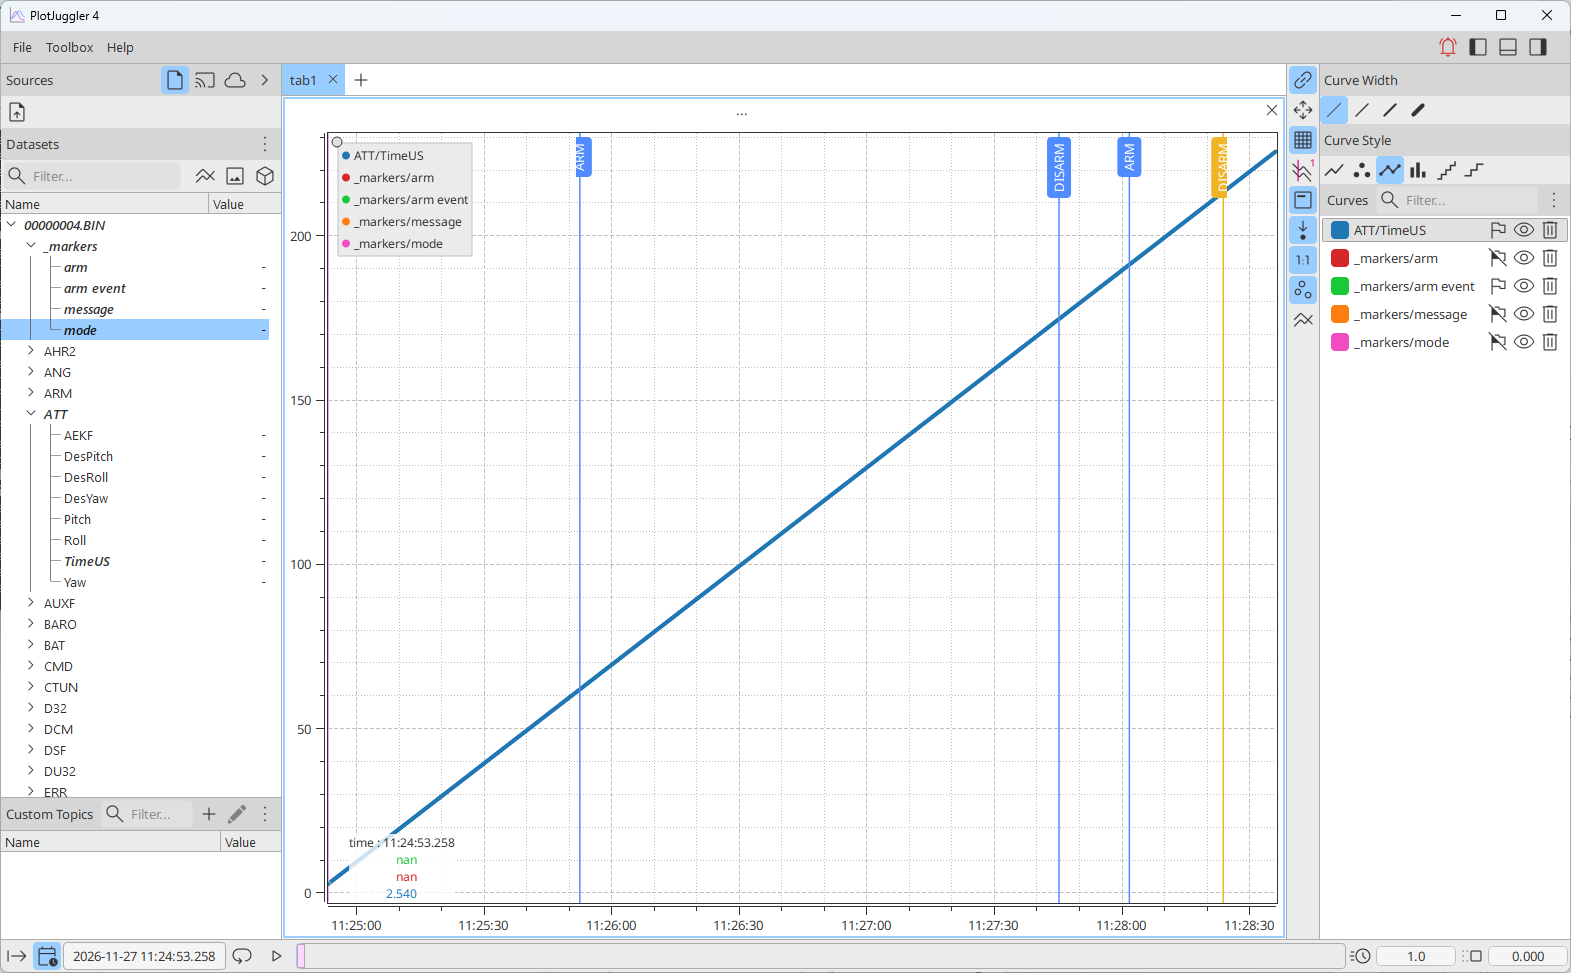 PlotJuggler 4
File Toolbox Help
Sources
tab1
Curve Width
...
Curve Style
Datasets
Filter...
Name Value
00000004.BIN
_markers
arm -
arm event -
message -
mode -
AHR2
ANG
ARM
ATT
AEKF -
DesPitch -
DesRoll -
DesYaw -
Pitch -
Roll -
TimeUS -
Yaw -
AUXF
BARO
BAT
CMD
CTUN
D32
DCM
DSF
DU32
ERR
Custom Topics Filter...
Name Value
ATT/TimeUS
_markers/arm
_markers/arm event
_markers/message
_markers/mode
ARM
DISARM
ARM
DISARM
200
150
100
50
0
time : 11:24:53.258
nan
nan
2.540
11:25:00 11:25:30 11:26:00 11:26:30 11:27:00 11:27:30 11:28:00 11:28:30
1
1:1
Curves Filter...
ATT/TimeUS
_markers/arm
_markers/arm event
_markers/message
_markers/mode
2026-11-27 11:24:53.258
1.0
0.000